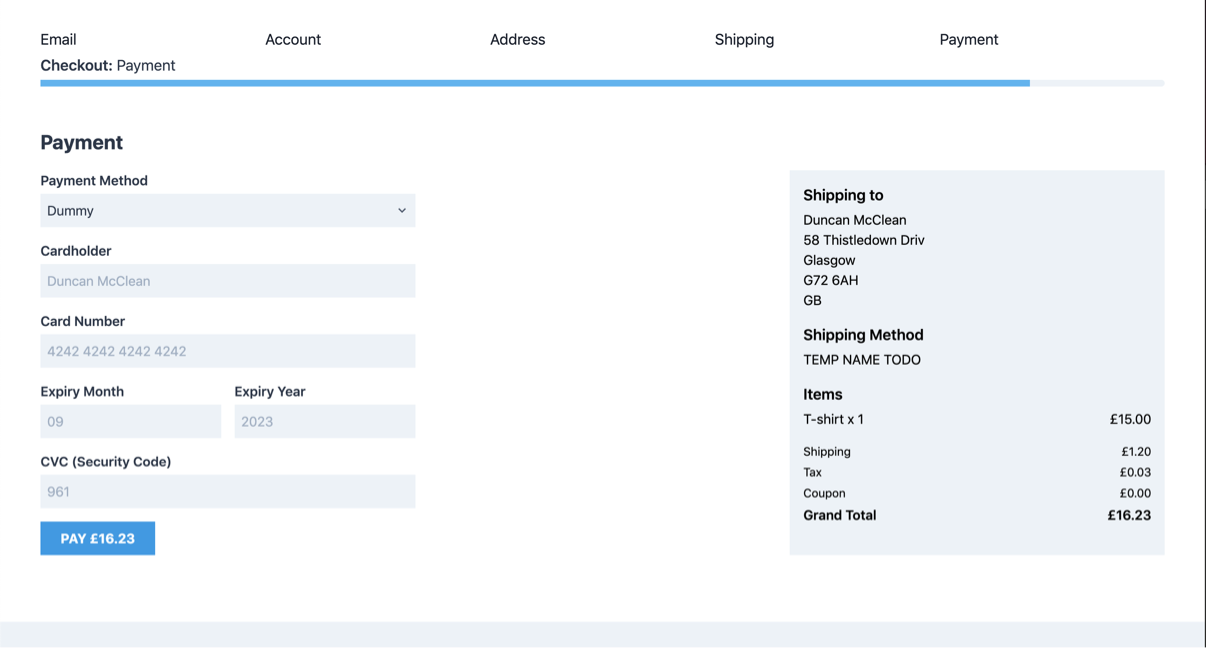 Email Account Address Shipping Payment
Checkout: Payment
Payment
Payment Method
Dummy
Cardholder
Duncan McClean
Card Number
4242 4242 4242 4242
Expiry Month Expiry Year
09 2023
CVC (Security Code)
961
PAY £16.23
Shipping to
Duncan McClean
58 Thistledown Driv
Glasgow
G72 6AH
GB
Shipping Method
TEMP NAME TODO
Items
T-shirt x 1 £15.00
Shipping £1.20
Tax £0.03
Coupon £0.00
Grand Total £16.23